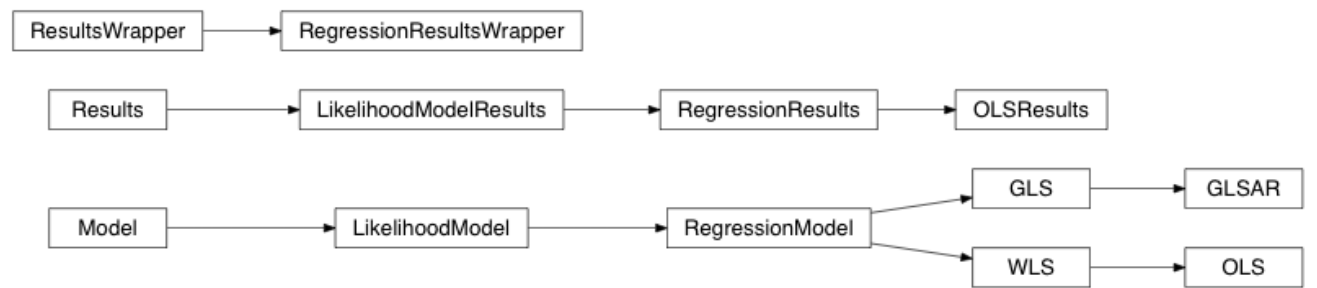 ResultsWrapper
RegressionResultsWrapper
Results
LikelihoodModelResults
RegressionResults
OLSResults
Model
LikelihoodModel
RegressionModel
GLS
GLSAR
WLS
OLS